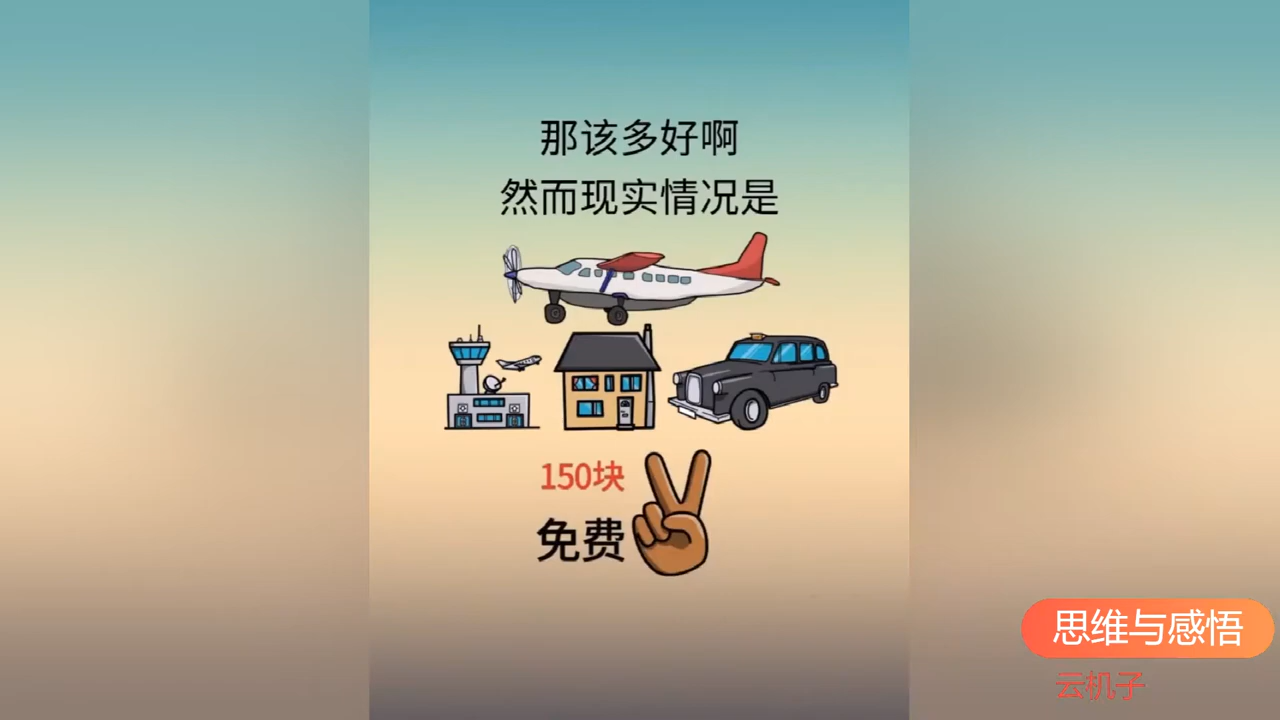 那该多好啊
然而现实情况是
150块
免费
思维与感悟
云机子